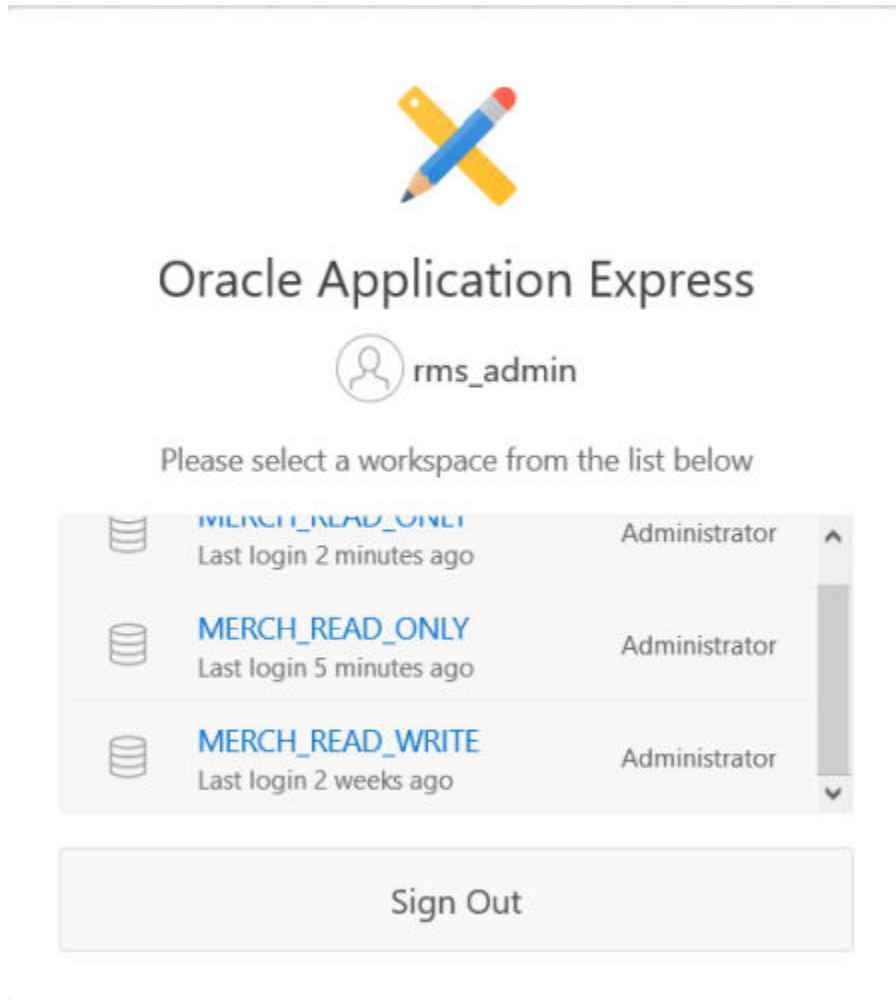 Oracle Application Express
rms_admin
Please select a workspace from the list below
MERCH_READ_ONLY
Last login 2 minutes ago
Administrator
MERCH_READ_ONLY
Last login 5 minutes ago
Administrator
MERCH_READ_WRITE
Last login 2 weeks ago
Administrator
Sign Out